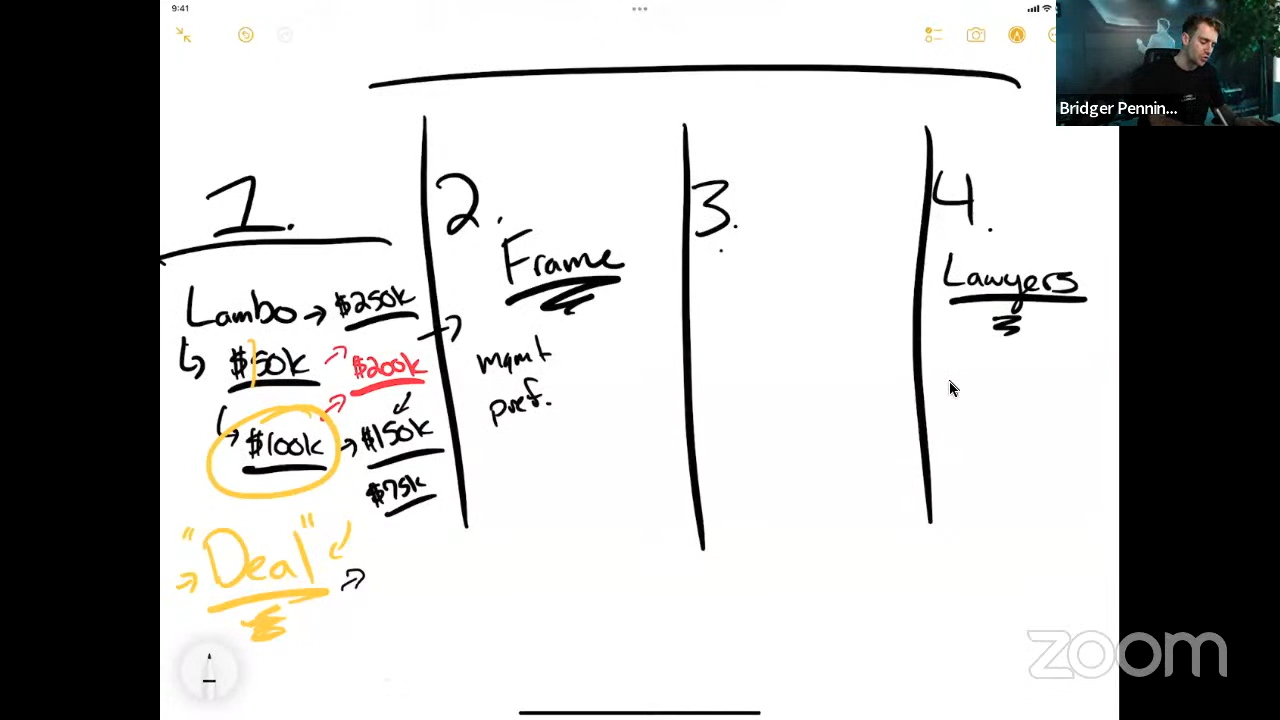 9:41
Bridger Pennin...
1.
Lambo → $250k
↳ $50k → $200k
↳ $100k → $150k
$75k
"Deal"
2.
Frame
mgmt
pref.
3.
4.
Lawyers
zoom